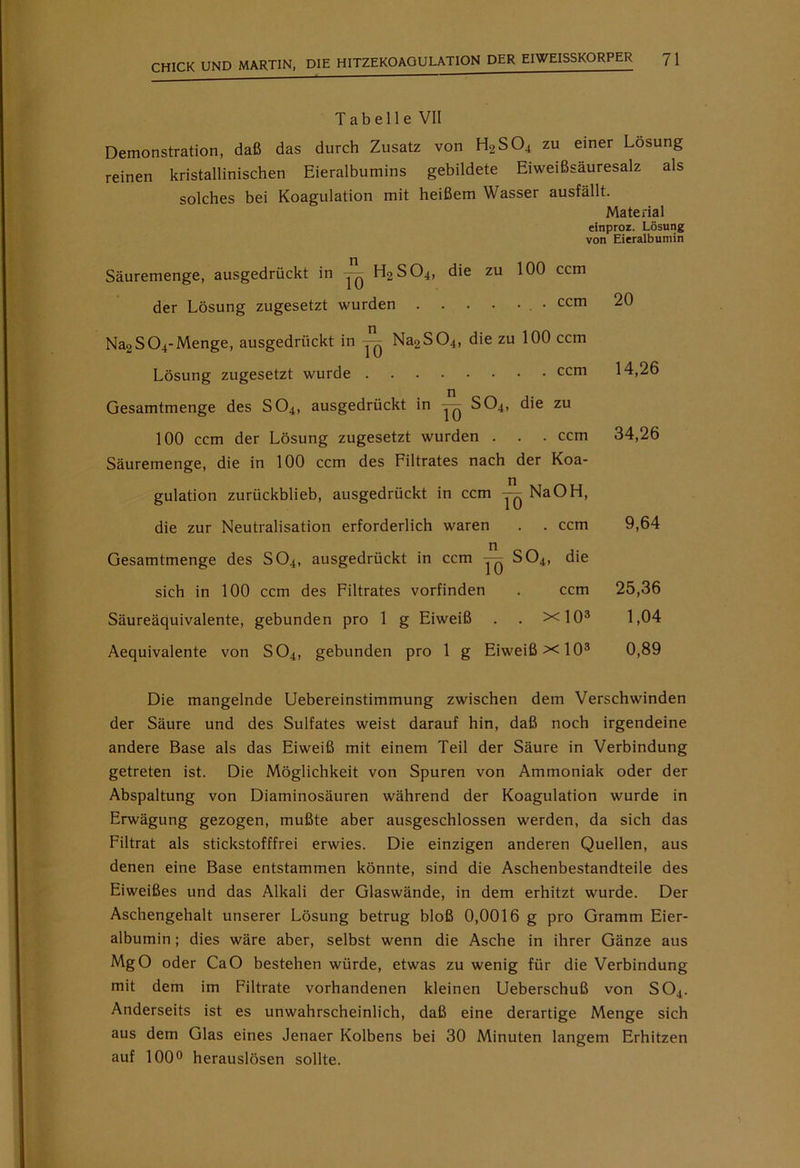 CHICK UND MARTIN, DIE HITZEKOAGULATION DER EIWEISSKÖRPER 71
Tabelle VII
Demonstration, daß das durch Zusatz von H₂SO₄ zu einer Lösung
reinen kristallinischen Eieralbumins gebildete Eiweißsäuresalz als
solches bei Koagulation mit heißem Wasser ausfällt.
Material
einproz. Lösung
von Eieralbumin
Säuremenge, ausgedrückt in n/10 H₂SO₄, die zu 100 ccm
der Lösung zugesetzt wurden . . . . . . . ccm 20
Na₂SO₄-Menge, ausgedrückt in n/10 Na₂SO₄, die zu 100 ccm
Lösung zugesetzt wurde . . . . . . . . ccm 14,26
Gesamtmenge des SO₄, ausgedrückt in n/10 SO₄, die zu
100 ccm der Lösung zugesetzt wurden . . . ccm 34,26
Säuremenge, die in 100 ccm des Filtrates nach der Koa-
gulation zurückblieb, ausgedrückt in ccm n/10 NaOH,
die zur Neutralisation erforderlich waren . . ccm 9,64
Gesamtmenge des SO₄, ausgedrückt in ccm n/10 SO₄, die
sich in 100 ccm des Filtrates vorfinden . ccm 25,36
Säureäquivalente, gebunden pro 1 g Eiweiß . . ×10³ 1,04
Aequivalente von SO₄, gebunden pro 1 g Eiweiß×10³ 0,89
Die mangelnde Uebereinstimmung zwischen dem Verschwinden
der Säure und des Sulfates weist darauf hin, daß noch irgendeine
andere Base als das Eiweiß mit einem Teil der Säure in Verbindung
getreten ist. Die Möglichkeit von Spuren von Ammoniak oder der
Abspaltung von Diaminosäuren während der Koagulation wurde in
Erwägung gezogen, mußte aber ausgeschlossen werden, da sich das
Filtrat als stickstofffrei erwies. Die einzigen anderen Quellen, aus
denen eine Base entstammen könnte, sind die Aschenbestandteile des
Eiweißes und das Alkali der Glaswände, in dem erhitzt wurde. Der
Aschengehalt unserer Lösung betrug bloß 0,0016 g pro Gramm Eier-
albumin; dies wäre aber, selbst wenn die Asche in ihrer Gänze aus
MgO oder CaO bestehen würde, etwas zu wenig für die Verbindung
mit dem im Filtrate vorhandenen kleinen Ueberschuß von SO₄.
Anderseits ist es unwahrscheinlich, daß eine derartige Menge sich
aus dem Glas eines Jenaer Kolbens bei 30 Minuten langem Erhitzen
auf 100⁰ herauslösen sollte.